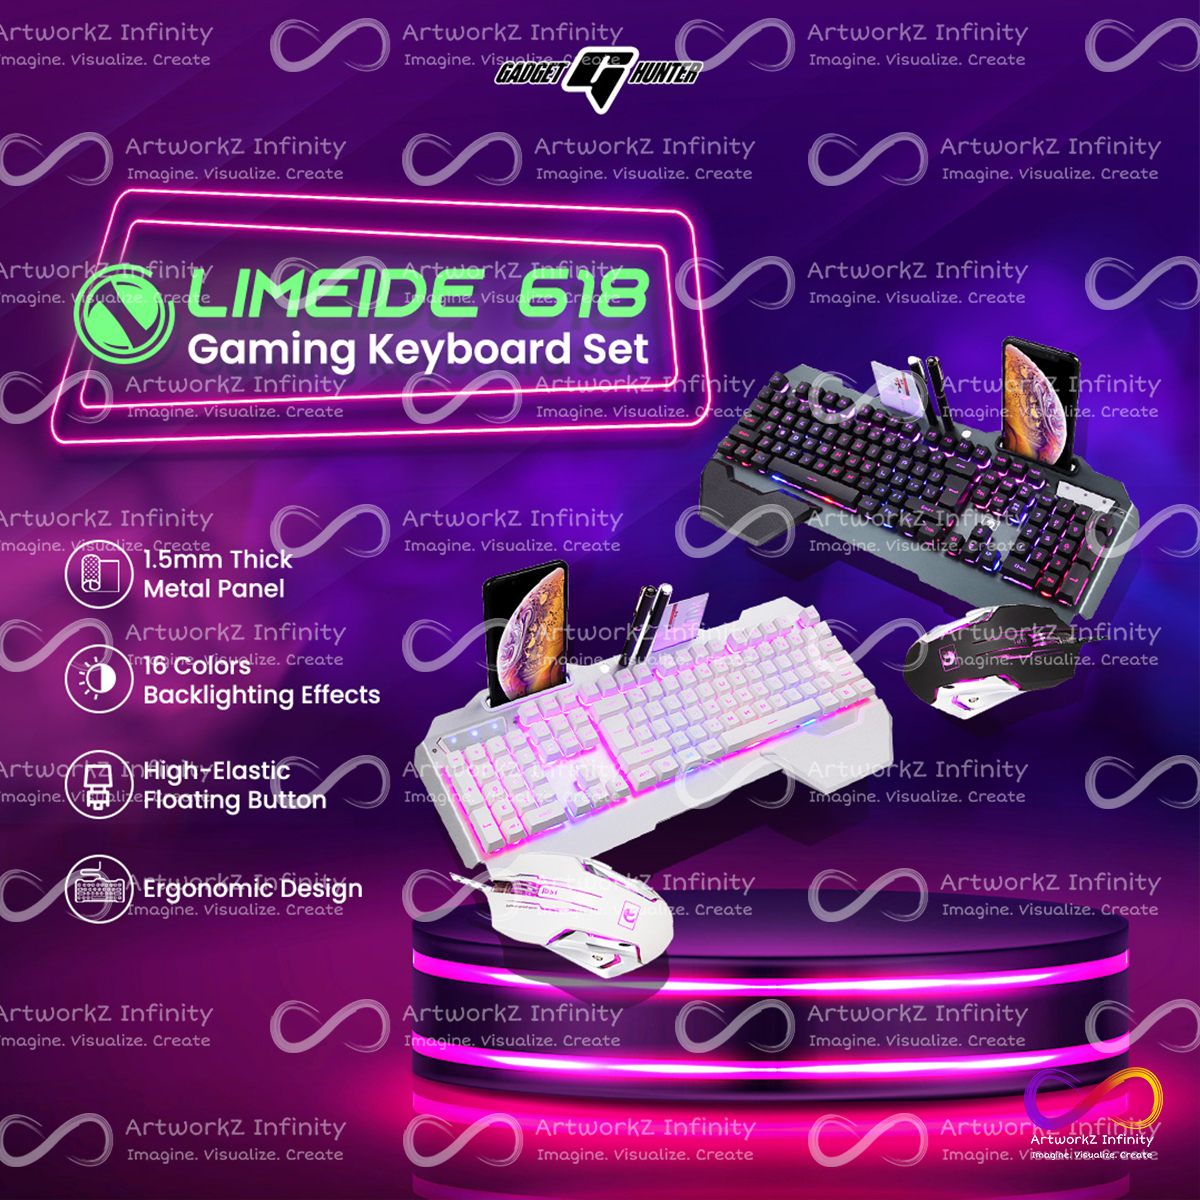 GADGET G HUNTER
LIMEIDE 618
Gaming Keyboard Set
1.5mm Thick
Metal Panel
16 Colors
Backlighting Effects
High-Elastic
Floating Button
Ergonomic Design
ArtworkZ Infinity
Imagine. Visualize. Create